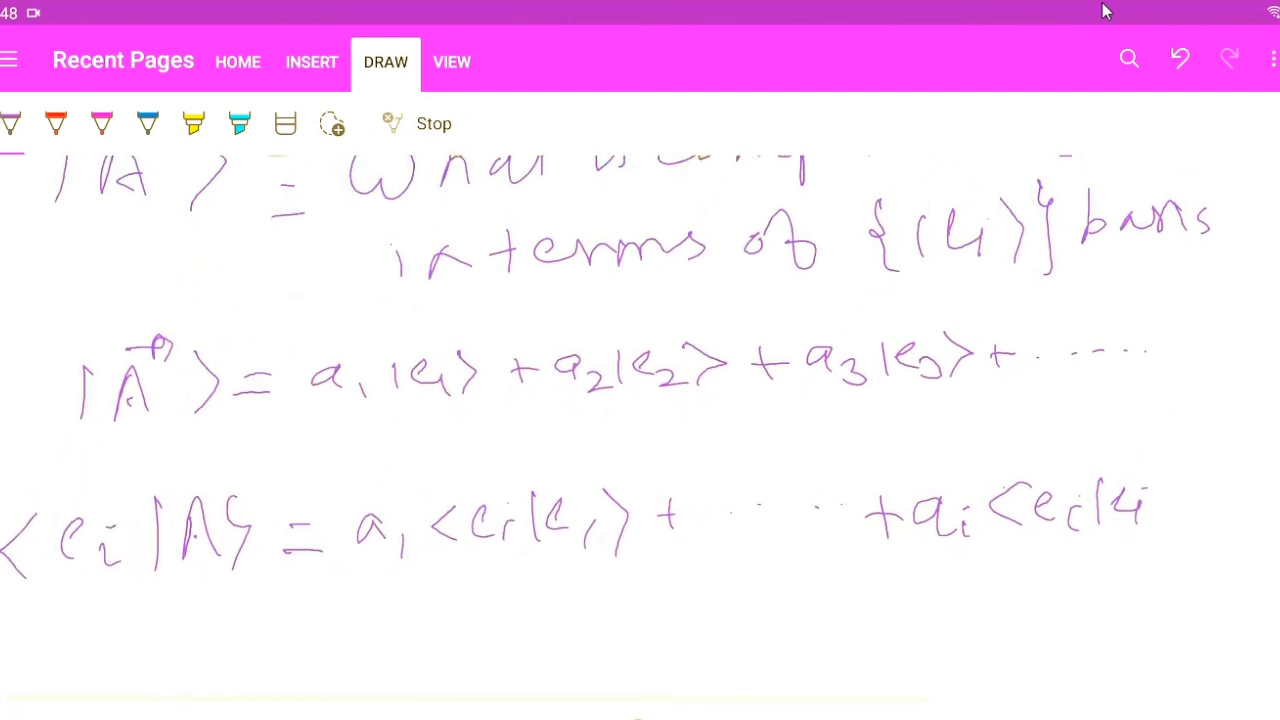 48
Recent Pages HOME INSERT DRAW VIEW
Stop
|A> = What is
in terms of {|ei>} basis
|A⃗> = a1|e1> + a2|e2> + a3|e3> + . ....
<ei|A> = a1<ei|e1> + ..... + ai<ei|ei